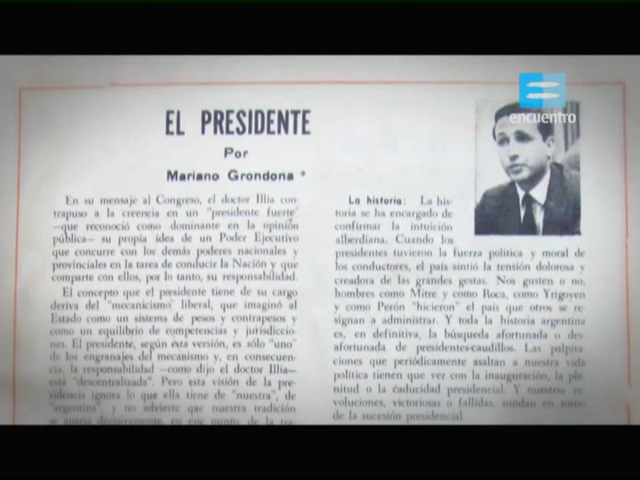 encuentro
EL PRESIDENTE
Por
Mariano Grondona *
En su mensaje al Congreso, el doctor Illia con
trapuso a la creencia en un "presidente fuerte"
—que reconoció como dominante en la opinión
pública— su propia idea de un Poder Ejecutivo
que concurre con los demás poderes nacionales y
provinciales en la tarea de conducir la Nación y que
comparte con ellos, por lo tanto, su responsabilidad.
El concepto que el presidente tiene de su cargo
deriva del "mecanicismo" liberal, que imaginó al
Estado como un sistema de pesos y contrapesos y
como un equilibrio de competencias y jurisdiccio-
nes. El presidente, según esta versión, es sólo "uno"
de los engranajes del mecanismo y, en consecuen-
cia, la responsabilidad —como dijo el doctor Illia—
está "descentralizada". Pero esta visión de la pre-
sidencia ignora lo que ella tiene de "nuestra", de
"argentina", y no advierte que nuestra tradición
se aparta decisivamente, en este punto, de la tra-
La historia: La his-
toria se ha encargado de
confirmar la intuición
alberdiana. Cuando los
presidentes tuvieron la fuerza política y moral de
los conductores, el país sintió la tensión dolorosa y
creadora de las grandes gestas. Nos gusten o no,
hombres como Mitre y como Roca, como Yrigoyen
y como Perón "hicieron" el país que otros se re-
signan a administrar. Y toda la historia argentina
es, en definitiva, la búsqueda afortunada o des-
afortunada de presidentes-caudillos. Las palpita-
ciones que periódicamente asaltan a nuestra vida
política tienen que ver con la inauguración, la ple-
nitud o la caducidad presidencial. Y nuestras re-
voluciones, victoriosas o fallidas, rondan en torno
de la sucesión presidencial